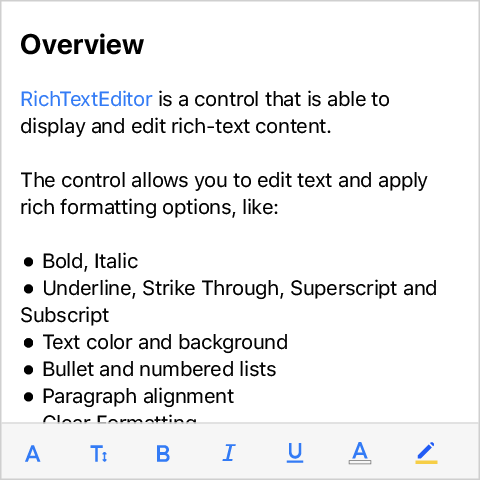 Overview
RichTextEditor is a control that is able to
display and edit rich-text content.
The control allows you to edit text and apply
rich formatting options, like:
● Bold, Italic
● Underline, Strike Through, Superscript and
Subscript
● Text color and background
● Bullet and numbered lists
● Paragraph alignment
Clear Formatting
A T B I U A